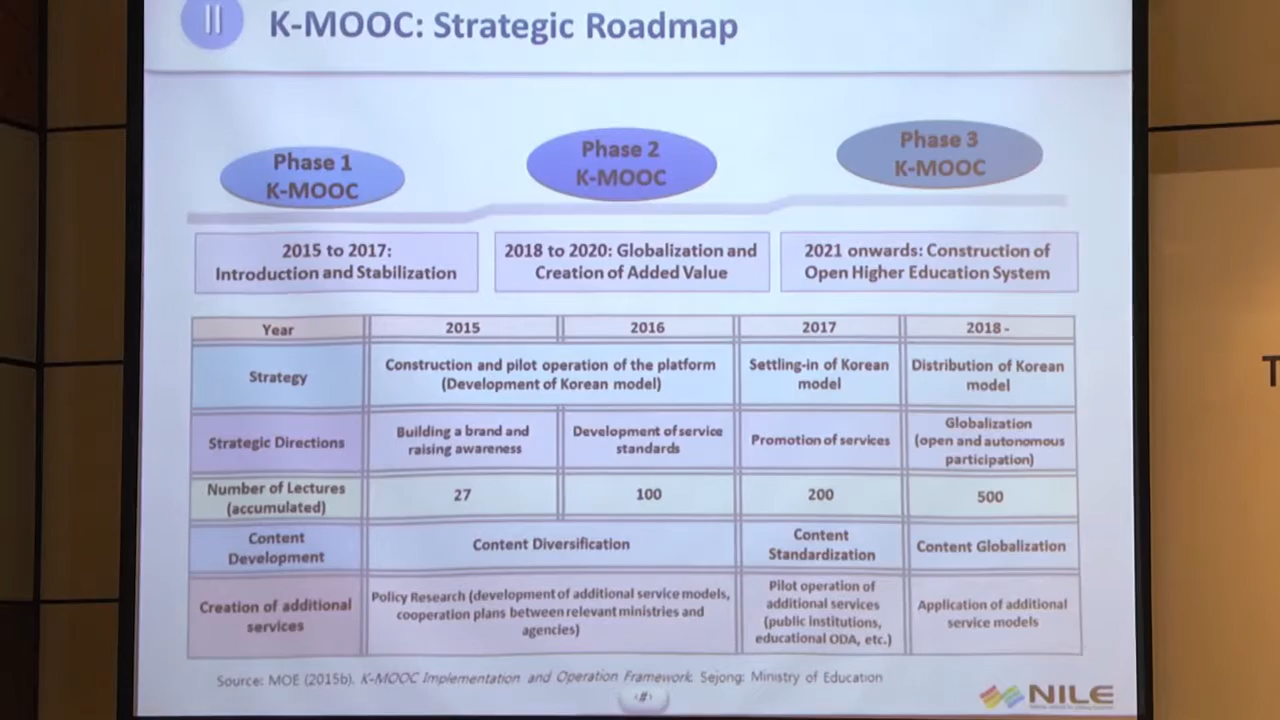 II
K-MOOC: Strategic Roadmap
Phase 1
K-MOOC
Phase 2
K-MOOC
Phase 3
K-MOOC
2015 to 2017:
Introduction and Stabilization
2018 to 2020: Globalization and
Creation of Added Value
2021 onwards: Construction of
Open Higher Education System
Year
2015
2016
2017
2018 -
Strategy
Construction and pilot operation of the platform
(Development of Korean model)
Settling-in of Korean
model
Distribution of Korean
model
Strategic Directions
Building a brand and
raising awareness
Development of service
standards
Promotion of services
Globalization
(open and autonomous
participation)
Number of Lectures
(accumulated)
27
100
200
500
Content
Development
Content Diversification
Content
Standardization
Content Globalization
Creation of additional
services
Policy Research (development of additional service models,
cooperation plans between relevant ministries and
agencies)
Pilot operation of
additional services
(public institutions,
educational ODA, etc.)
Application of additional
service models
Source: MOE (2015b). K-MOOC Implementation and Operation Framework. Sejong: Ministry of Education
‹#›
NILE
T